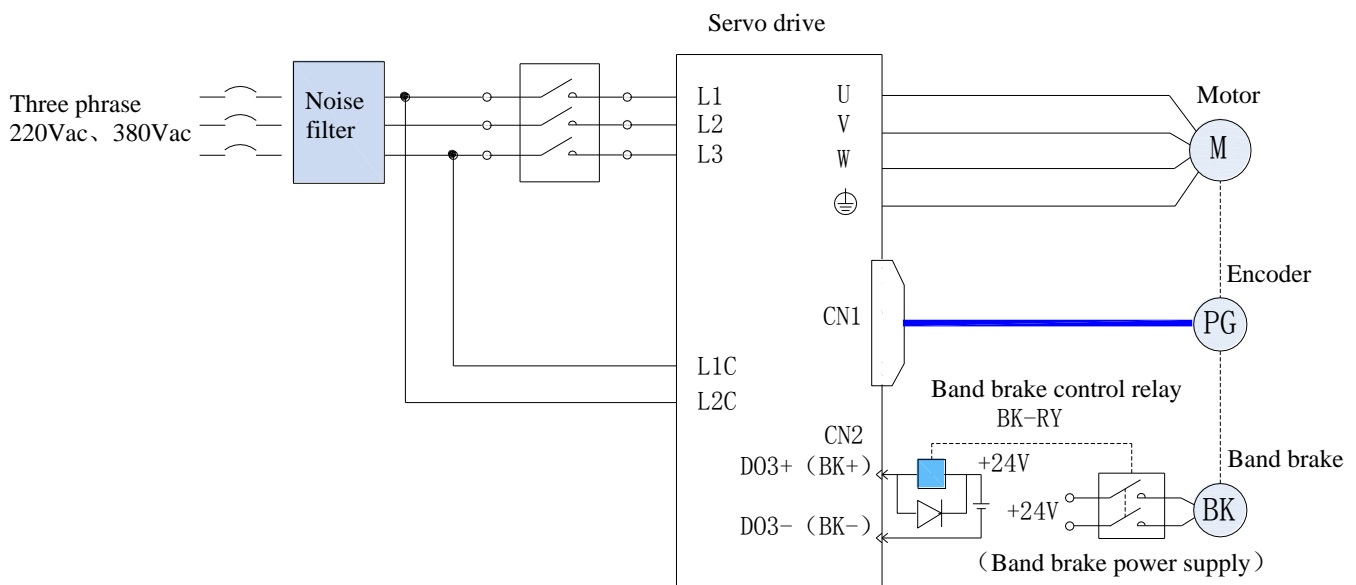 Servo drive
Three phrase
220Vac、380Vac
Noise
filter
L1
L2
L3
U
V
W
Motor
M
CN1
Encoder
PG
L1C
L2C
Band brake control relay
BK-RY
CN2
DO3+（BK+）
+24V
Band brake
DO3-（BK-）
+24V
BK
（Band brake power supply）